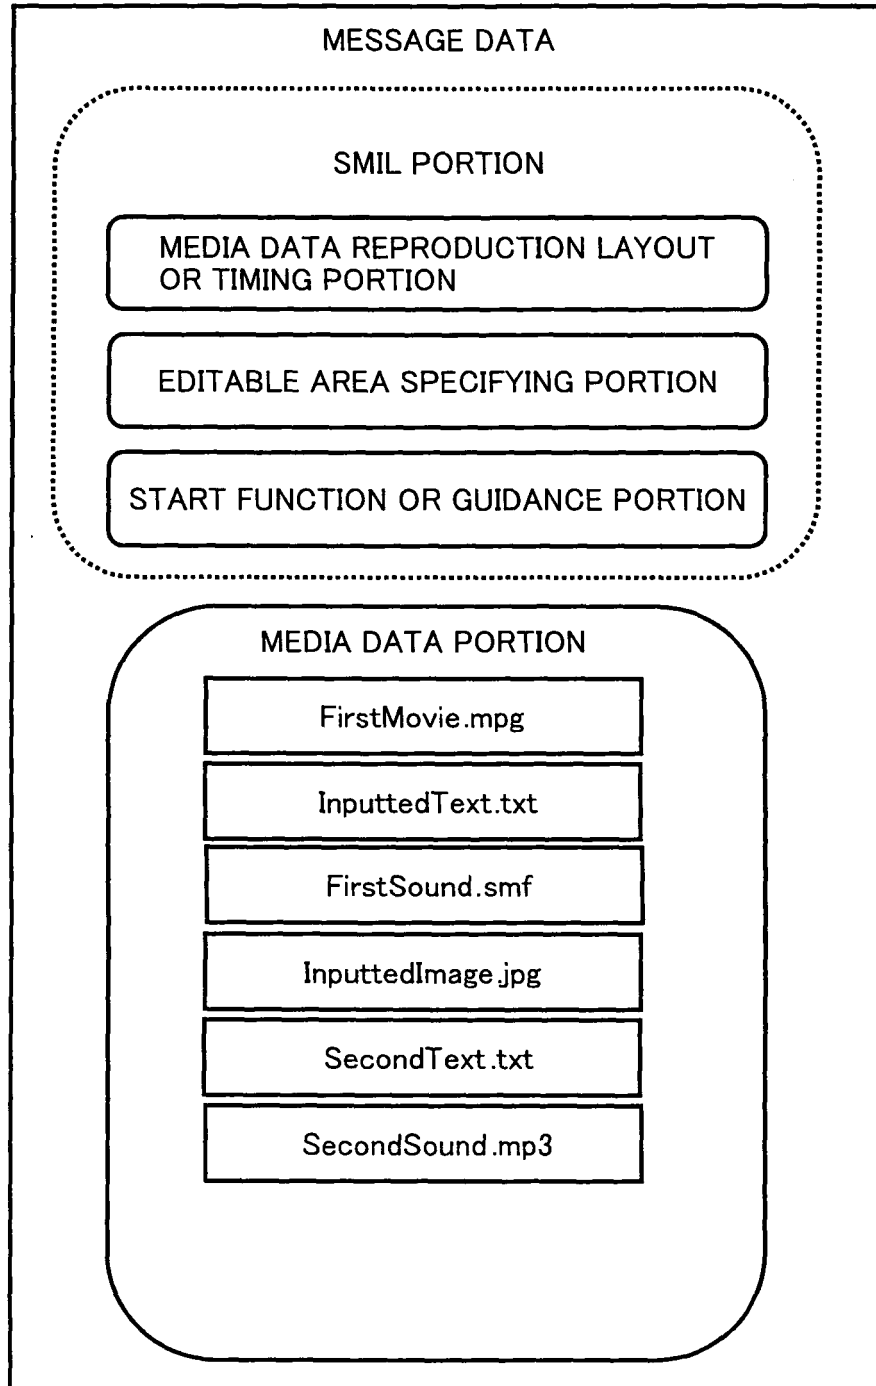 MESSAGE DATA
SMIL PORTION
MEDIA DATA REPRODUCTION LAYOUT
OR TIMING PORTION
EDITABLE AREA SPECIFYING PORTION
START FUNCTION OR GUIDANCE PORTION
MEDIA DATA PORTION
FirstMovie.mpg
InputtedText.txt
FirstSound.smf
InputtedImage.jpg
SecondText.txt
SecondSound.mp3